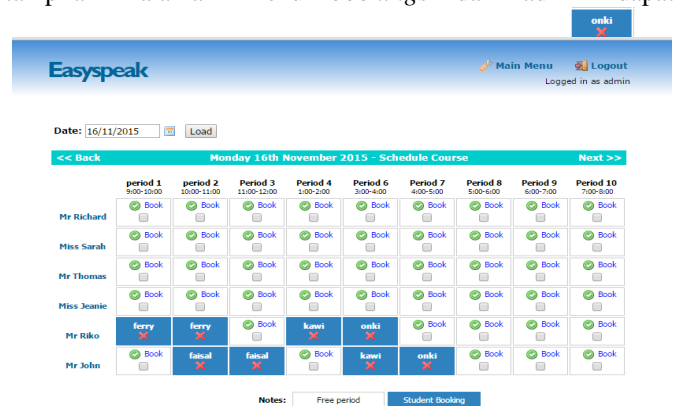 onki
Easyspeak
Main Menu Logout
Logged in as admin
Date: 16/11/2015 Load
<< Back Monday 16th November 2015 - Schedule Course Next >>
period 1 period 2 Period 3 Period 4 Period 6 Period 7 Period 8 Period 9 Period 10
9:00-10:00 10:00-11:00 11:00-12:00 1:00-2:00 3:00-4:00 4:00-5:00 5:00-6:00 6:00-7:00 7:00-8:00
Mr Richard Book Book Book Book Book Book Book Book Book
Miss Sarah Book Book Book Book Book Book Book Book Book
Mr Thomas Book Book Book Book Book Book Book Book Book
Miss Jeanie Book Book Book Book Book Book Book Book Book
Mr Riko ferry ferry Book kawi onki Book Book Book Book
Mr John Book faisal faisal Book kawi onki Book Book Book
Notes: Free period Student Booking